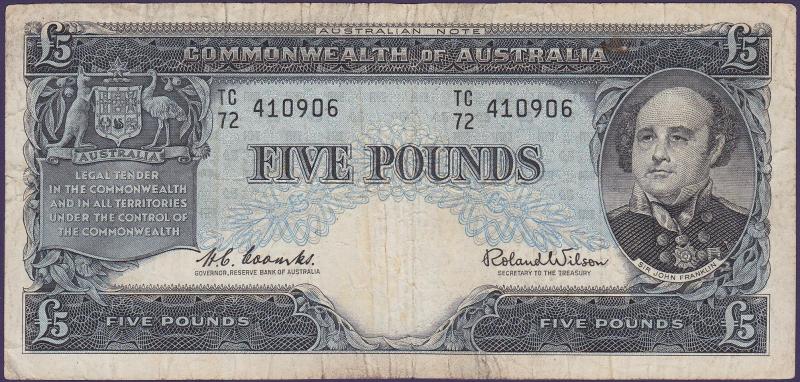 AUSTRALIAN NOTE
£5 COMMONWEALTH OF AUSTRALIA £5
TC 72 410906 TC 72 410906
AUSTRALIA
FIVE POUNDS
LEGAL TENDER
IN THE COMMONWEALTH
AND IN ALL TERRITORIES
UNDER THE CONTROL OF
THE COMMONWEALTH
H.C. Coombs. Roland Wilson
GOVERNOR, RESERVE BANK OF AUSTRALIA SECRETARY TO THE TREASURY
SIR JOHN FRANKLIN
£5 FIVE POUNDS FIVE POUNDS £5